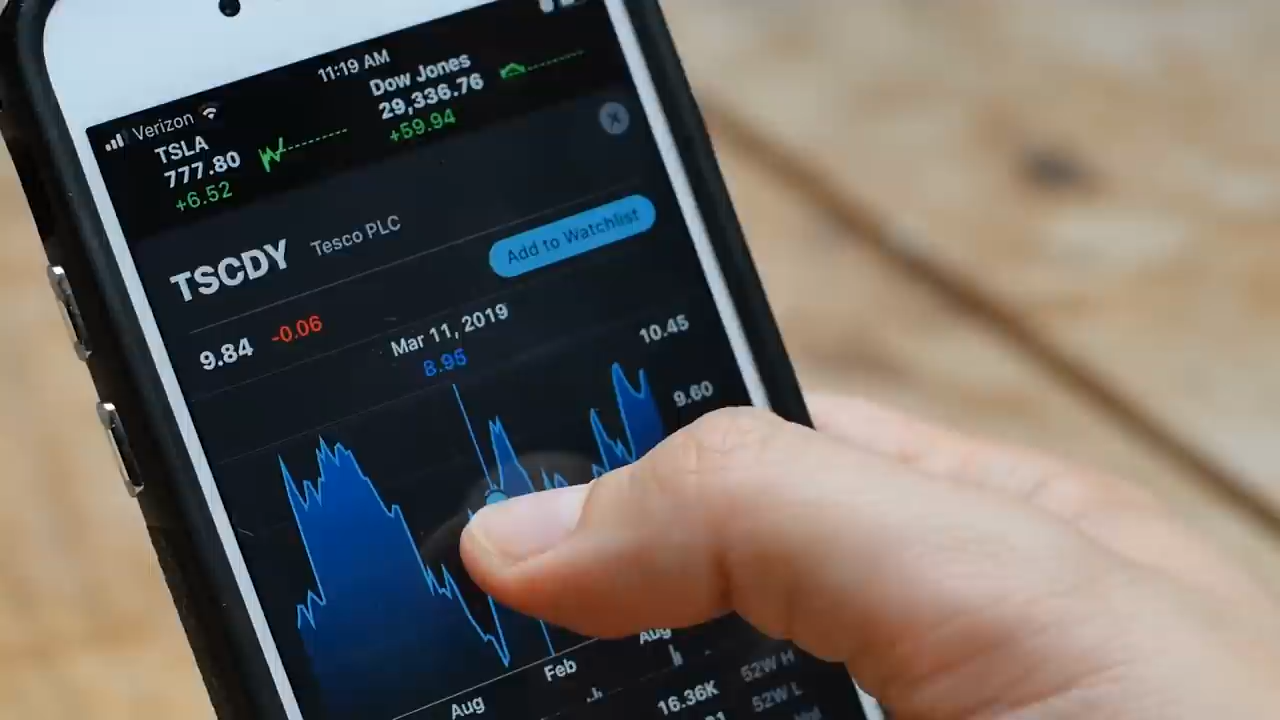 11:19 AM
Verizon
TSLA
777.80
+6.52
Dow Jones
29,336.76
+59.94
TSCDY Tesco PLC
Add to Watchlist
9.84 -0.06
Mar 11, 2019
8.95
10.45
9.60
Aug
Feb
Aug
16.36K
52W H
52W L